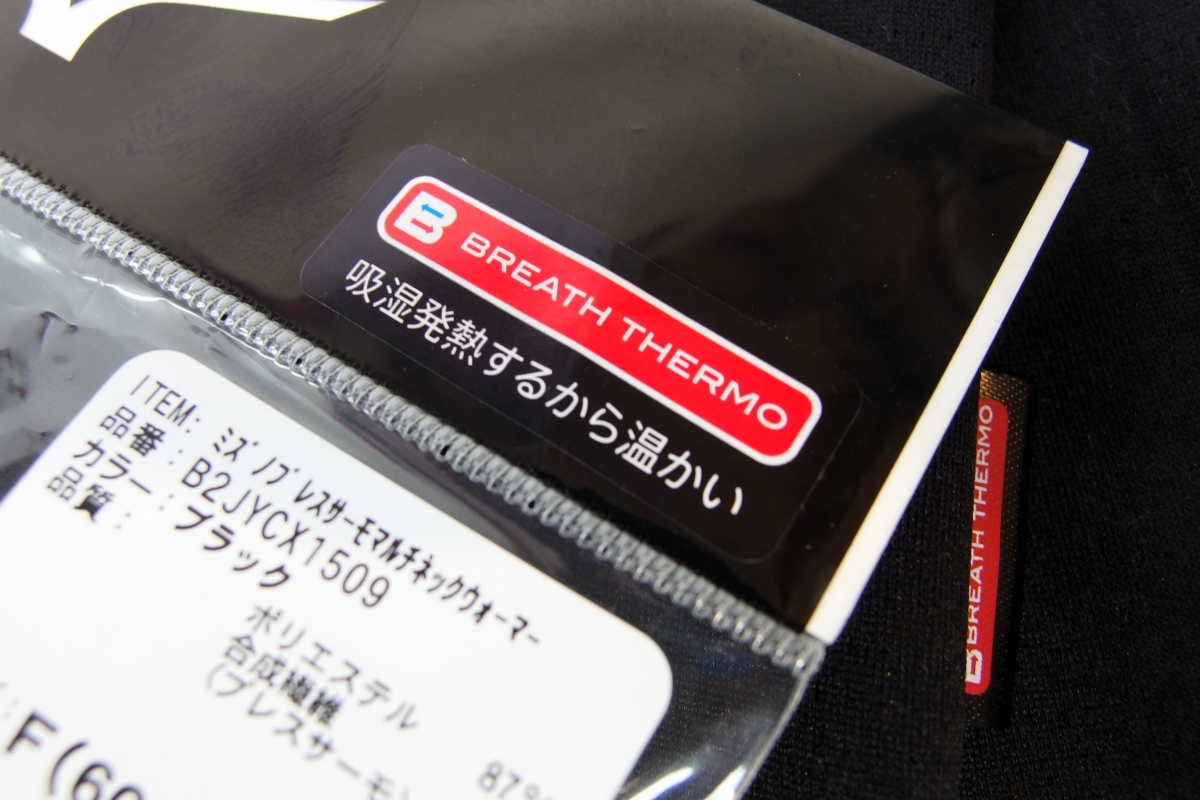 BREATH THERMO
吸湿発熱するから温かい
ITEM: ﾐｽﾞﾉﾌﾞﾚｽｻｰﾓﾏﾙﾁﾈｯｸｳｫｰﾏｰ
品番:B2JYCX1509
カラー:ブラック
品質:
ポリエステル 87%
合成繊維
(ブレスサーモ
F(60
BREATH THERMO